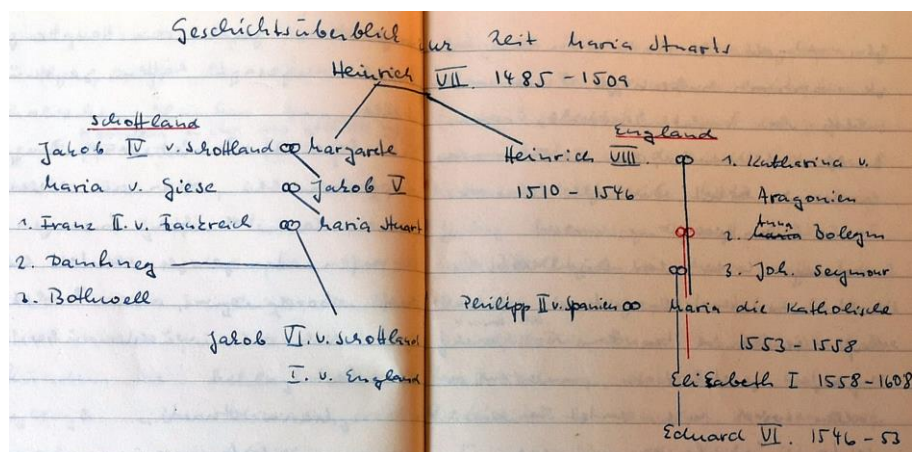 Geschichtsüberblick zur Zeit Maria Stuarts
Heinrich VII. 1485 - 1509
Schottland
Jakob IV v. Schottland ∞ Margarete
Maria v. Giese ∞ Jakob V
1. Franz II. v. Frankreich ∞ Maria Stuart
2. Darnhney
3. Bothwell
Jakob VI. v. Schottland
I. v. England
England
Heinrich VIII. ∞ 1. Katharina v.
1510 - 1546 Aragonien
∞ 2. Anna Boleyn
∞ 3. Joh. Seymour
Philipp II v. Spanien ∞ Maria die Katholische
1553 - 1558
Elisabeth I 1558 - 1608
Eduard VI. 1546 - 53